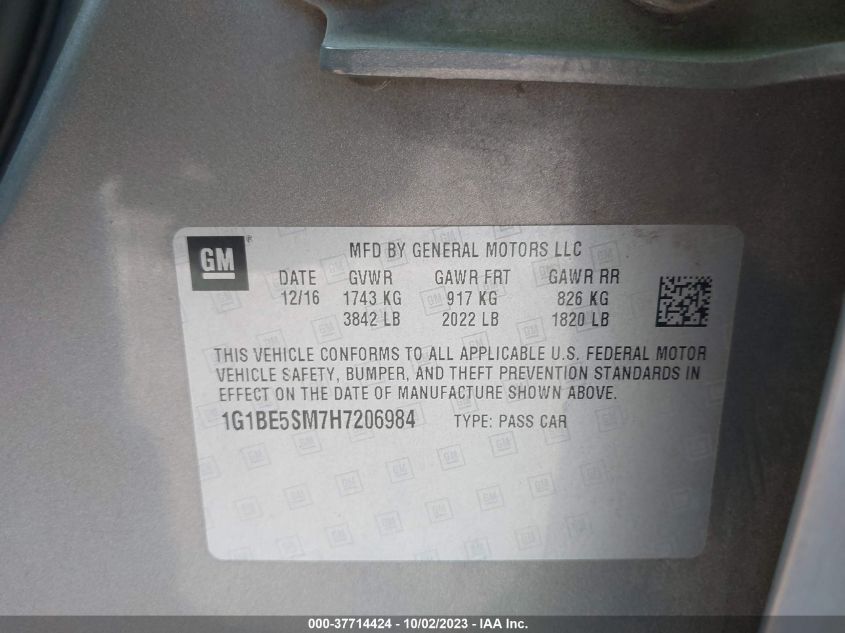 GM ®
MFD BY GENERAL MOTORS LLC
DATE GVWR GAWR FRT GAWR RR
12/16 1743 KG 917 KG 826 KG
3842 LB 2022 LB 1820 LB
THIS VEHICLE CONFORMS TO ALL APPLICABLE U.S. FEDERAL MOTOR
VEHICLE SAFETY, BUMPER, AND THEFT PREVENTION STANDARDS IN
EFFECT ON THE DATE OF MANUFACTURE SHOWN ABOVE.
1G1BE5SM7H7206984 TYPE: PASS CAR
000-37714424 - 10/02/2023 - IAA Inc.